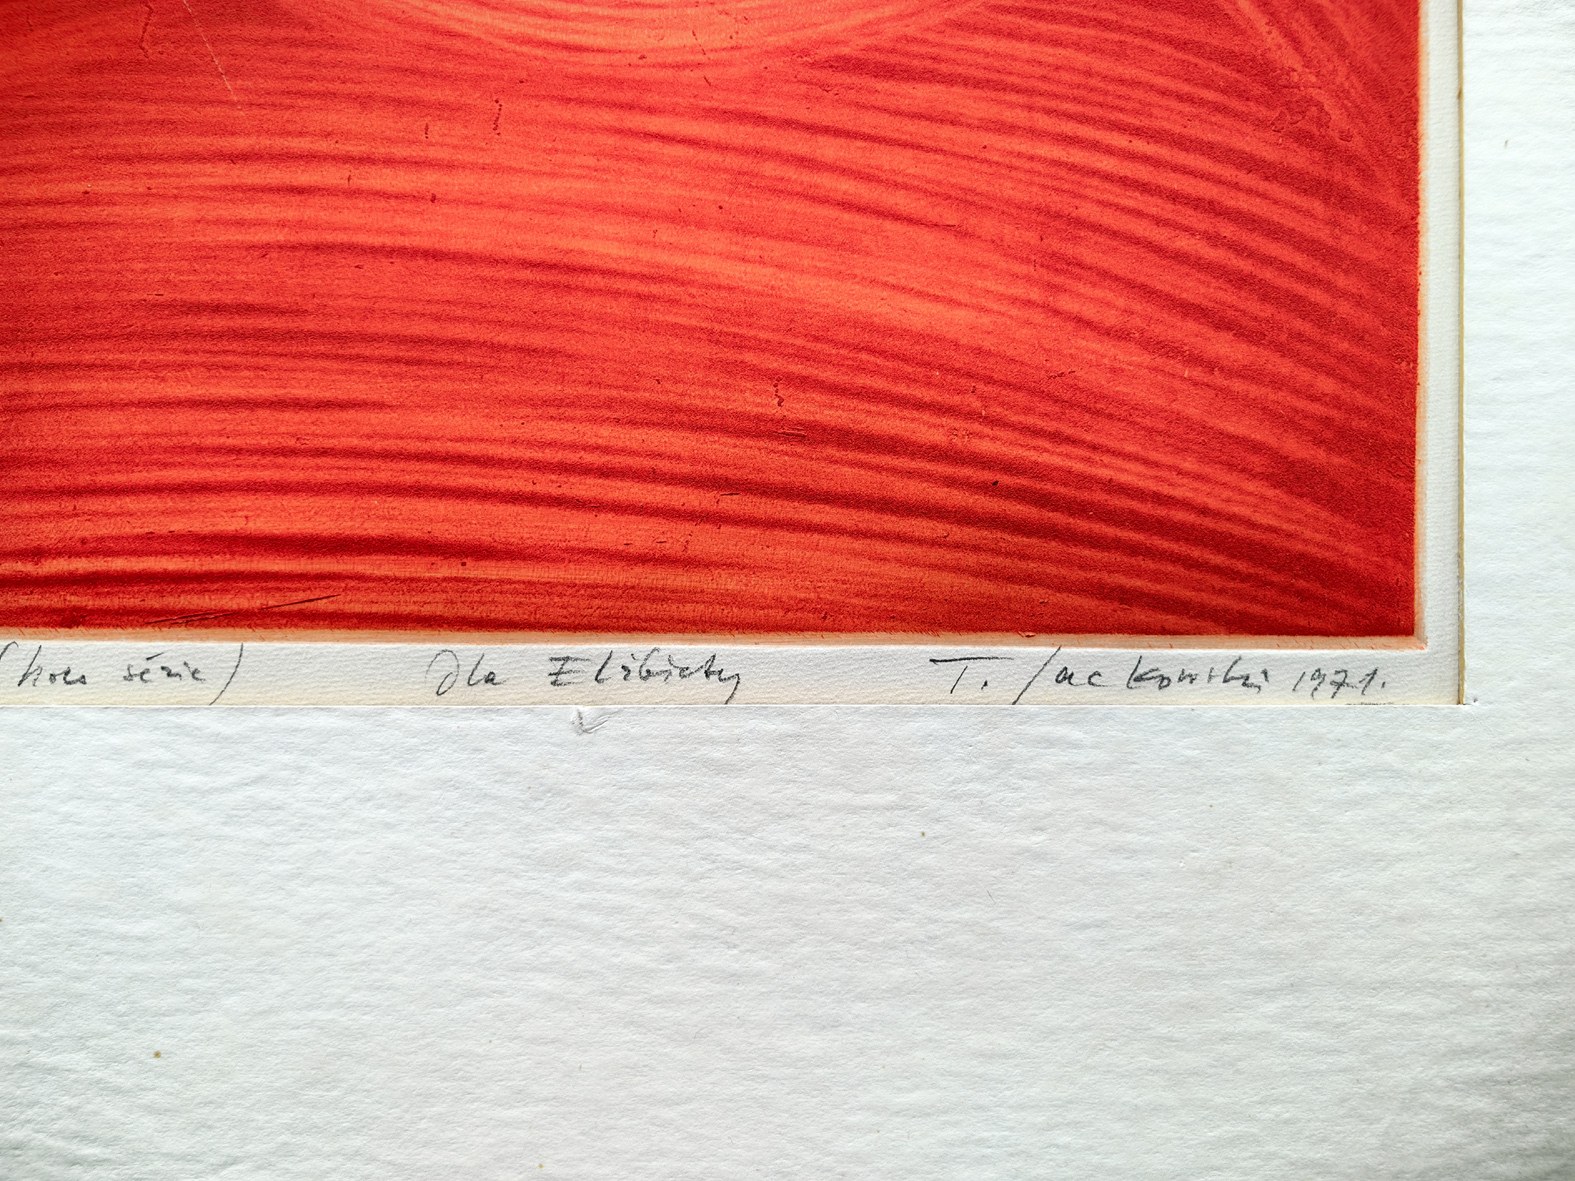 (hors série) Dla Elżbiety T. Jackowski 1971.